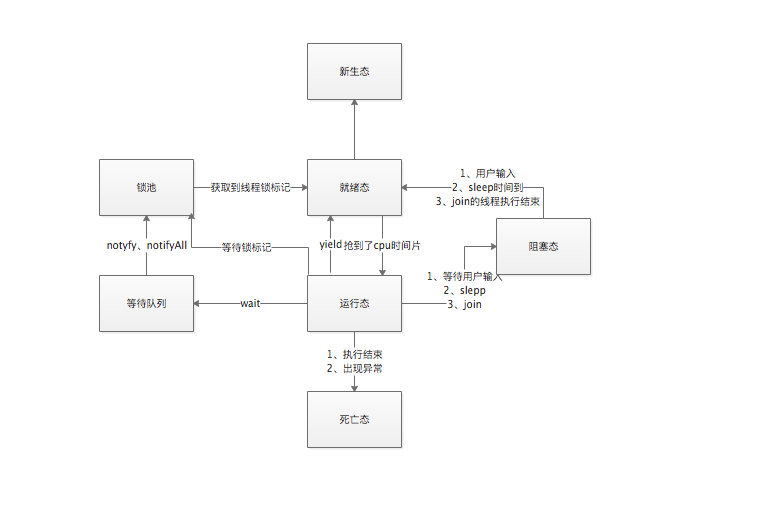 新生态
锁池
获取到线程锁标记
就绪态
1、用户输入
2、sleep时间到
3、join的线程执行结束
notyfy、notifyAll
等待锁标记
yield
抢到了cpu时间片
阻塞态
等待队列
wait
运行态
1、等待用户输入
2、slepp
3、join
1、执行结束
2、出现异常
死亡态